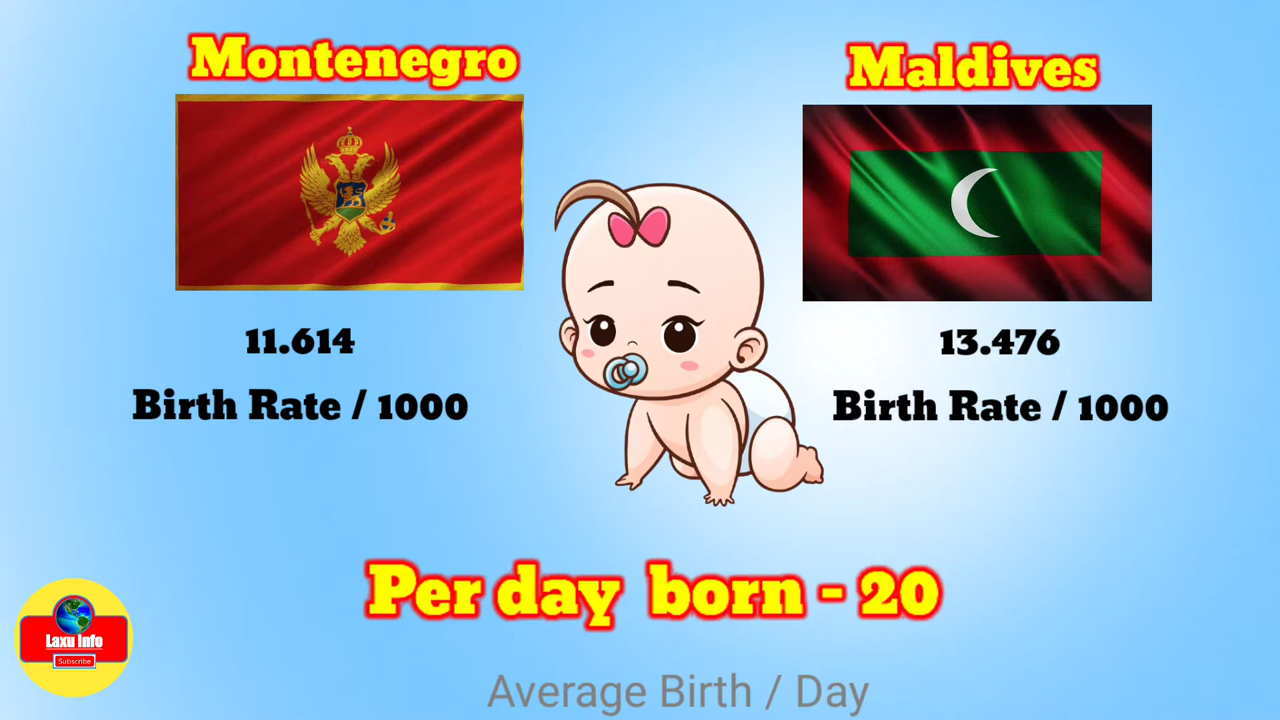 Montenegro
Maldives
11.614
Birth Rate / 1000
13.476
Birth Rate / 1000
Per day born - 20
Laxu Info
Subscribe
Average Birth / Day